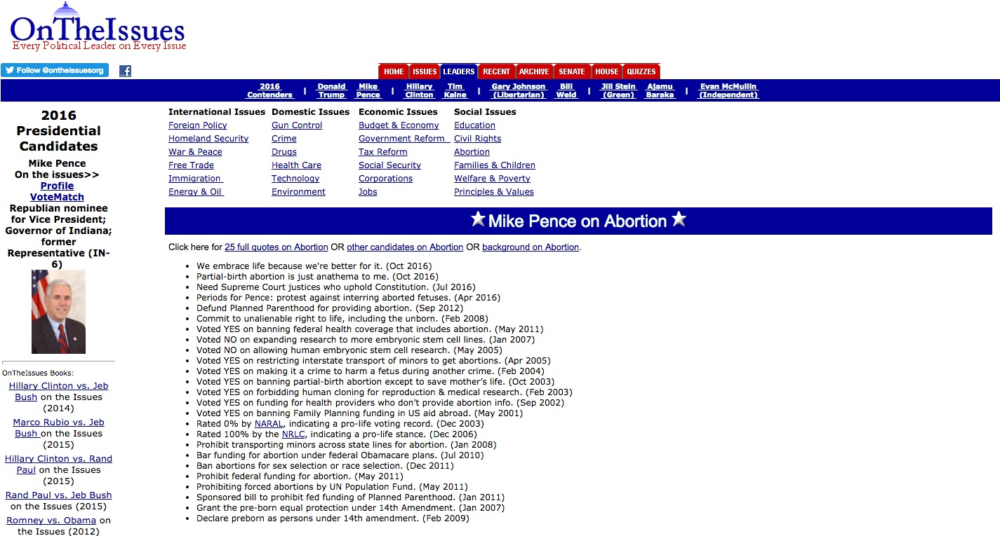 OnTheIssues
Every Political Leader on Every Issue
Follow @ontheissuesorg
f
HOME ISSUES LEADERS RECENT ARCHIVE SENATE HOUSE QUIZZES
2016 Contenders | Donald Trump Mike Pence | Hillary Clinton Tim Kaine | Gary Johnson (Libertarian) Bill Weld | Jill Stein (Green) Ajamu Baraka | Evan McMullin (Independent)
2016
Presidential
Candidates
Mike Pence
On the issues>>
Profile
VoteMatch
Republian nominee
for Vice President;
Governor of Indiana;
former
Representative (IN-
6)
OnTheIssues Books:
Hillary Clinton vs. Jeb
Bush on the Issues
(2014)
Marco Rubio vs. Jeb
Bush on the Issues
(2015)
Hillary Clinton vs. Rand
Paul on the Issues
(2015)
Rand Paul vs. Jeb Bush
on the Issues (2015)
Romney vs. Obama on
the Issues (2012)
International Issues Domestic Issues Economic Issues Social Issues
Foreign Policy Gun Control Budget & Economy Education
Homeland Security Crime Government Reform Civil Rights
War & Peace Drugs Tax Reform Abortion
Free Trade Health Care Social Security Families & Children
Immigration Technology Corporations Welfare & Poverty
Energy & Oil Environment Jobs Principles & Values
Mike Pence on Abortion
Click here for 25 full quotes on Abortion OR other candidates on Abortion OR background on Abortion.
• We embrace life because we're better for it. (Oct 2016)
• Partial-birth abortion is just anathema to me. (Oct 2016)
• Need Supreme Court justices who uphold Constitution. (Jul 2016)
• Periods for Pence: protest against interring aborted fetuses. (Apr 2016)
• Defund Planned Parenthood for providing abortion. (Sep 2012)
• Commit to unalienable right to life, including the unborn. (Feb 2008)
• Voted YES on banning federal health coverage that includes abortion. (May 2011)
• Voted NO on expanding research to more embryonic stem cell lines. (Jan 2007)
• Voted NO on allowing human embryonic stem cell research. (May 2005)
• Voted YES on restricting interstate transport of minors to get abortions. (Apr 2005)
• Voted YES on making it a crime to harm a fetus during another crime. (Feb 2004)
• Voted YES on banning partial-birth abortion except to save mother’s life. (Oct 2003)
• Voted YES on forbidding human cloning for reproduction & medical research. (Feb 2003)
• Voted YES on funding for health providers who don't provide abortion info. (Sep 2002)
• Voted YES on banning Family Planning funding in US aid abroad. (May 2001)
• Rated 0% by NARAL, indicating a pro-life voting record. (Dec 2003)
• Rated 100% by the NRLC, indicating a pro-life stance. (Dec 2006)
• Prohibit transporting minors across state lines for abortion. (Jan 2008)
• Bar funding for abortion under federal Obamacare plans. (Jul 2010)
• Ban abortions for sex selection or race selection. (Dec 2011)
• Prohibit federal funding for abortion. (May 2011)
• Prohibiting forced abortions by UN Population Fund. (May 2011)
• Sponsored bill to prohibit fed funding of Planned Parenthood. (Jan 2011)
• Grant the pre-born equal protection under 14th Amendment. (Jan 2007)
• Declare preborn as persons under 14th amendment. (Feb 2009)